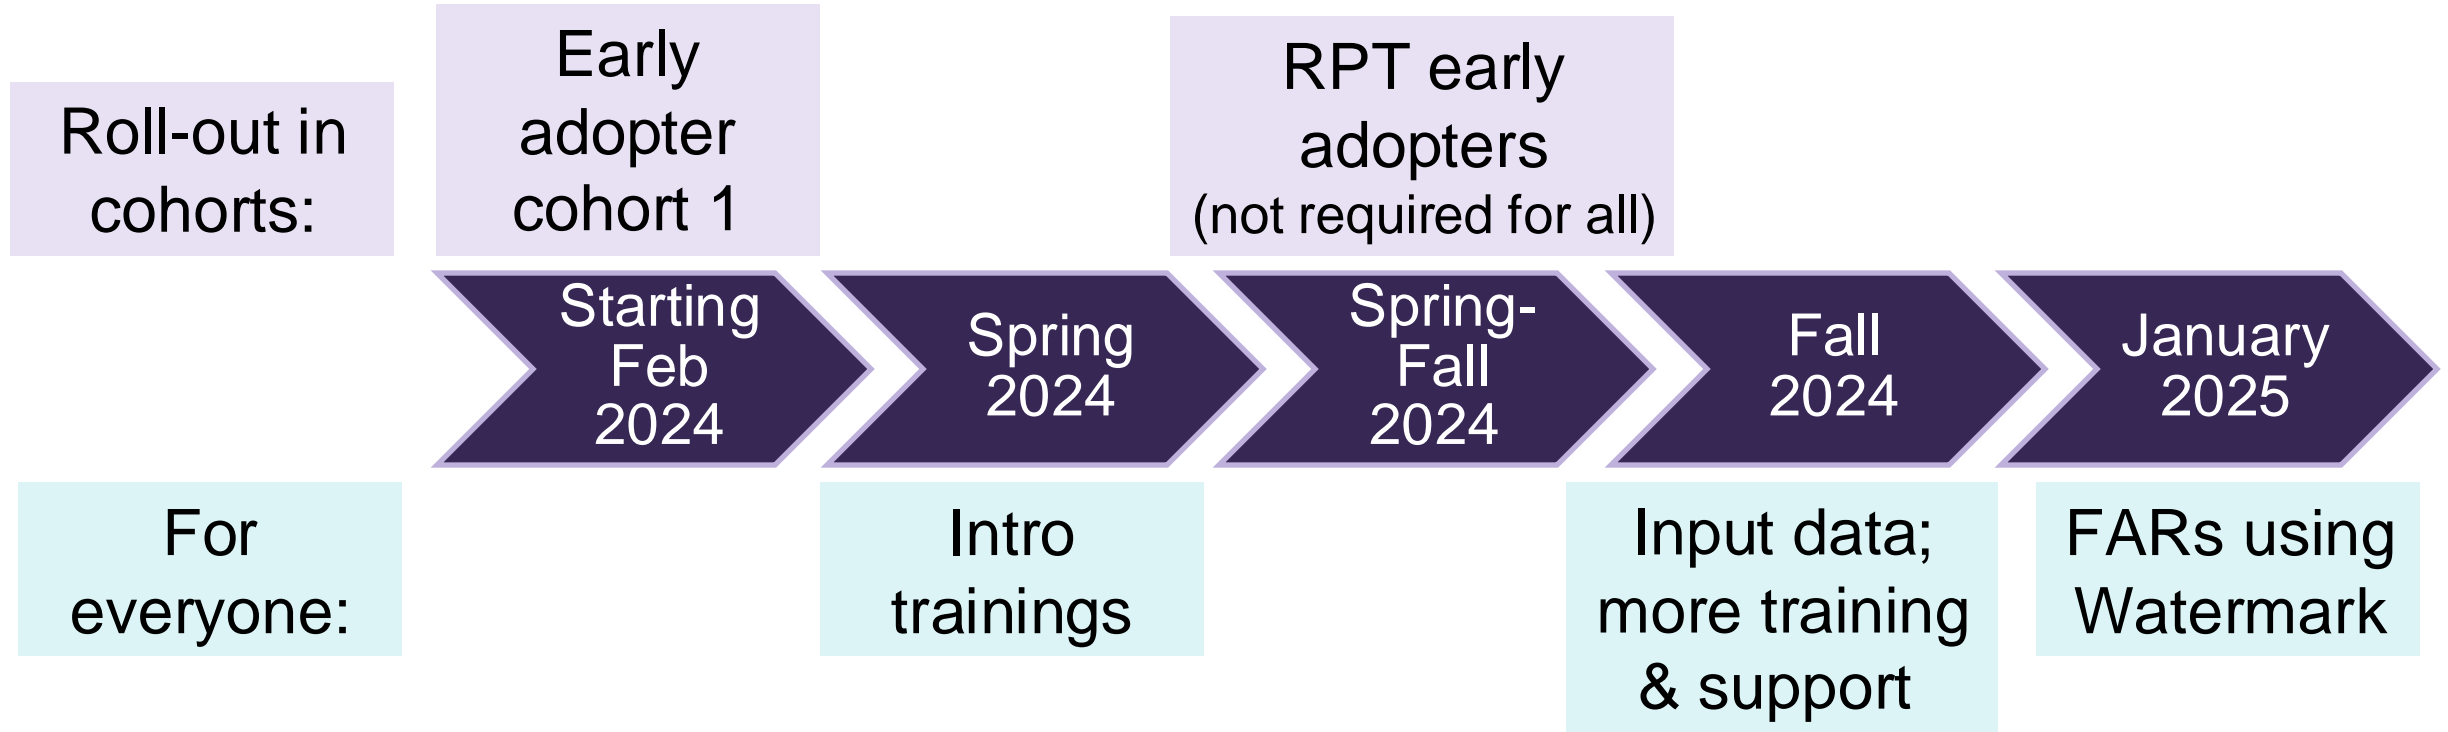 Roll-out in
cohorts:
Early
adopter
cohort 1
RPT early
adopters
(not required for all)
Starting
Feb
2024
Spring
2024
Spring-
Fall
2024
Fall
2024
January
2025
For
everyone:
Intro
trainings
Input data;
more training
& support
FARs using
Watermark